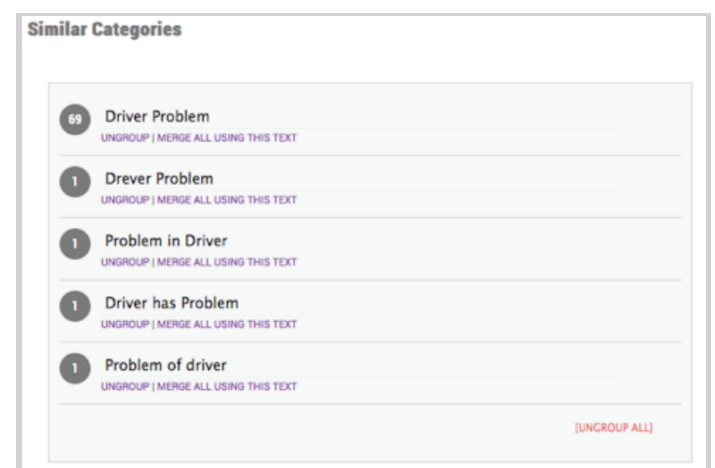 Similar Categories
69 Driver Problem
UNGROUP | MERGE ALL USING THIS TEXT
1 Drever Problem
UNGROUP | MERGE ALL USING THIS TEXT
1 Problem in Driver
UNGROUP | MERGE ALL USING THIS TEXT
1 Driver has Problem
UNGROUP | MERGE ALL USING THIS TEXT
1 Problem of driver
UNGROUP | MERGE ALL USING THIS TEXT
[UNGROUP ALL]